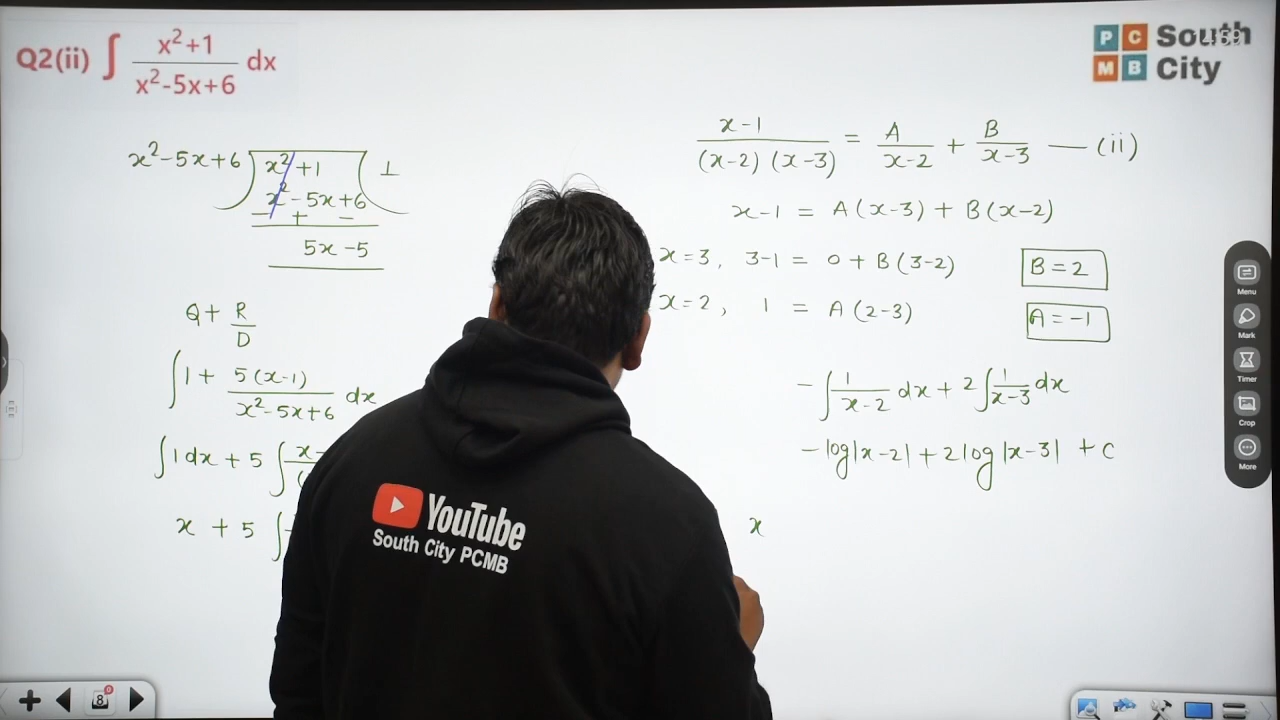 Q2(ii) ∫ x²+1 / x²-5x+6 dx
P C M B South City
x²-5x+6 ) x²+1 ( 1
x²-5x+6
- + -
5x-5
Q + R/D
∫ 1 + 5(x-1) / x²-5x+6 dx
∫ 1 dx + 5 ∫ x-
x + 5 ∫
x-1 / (x-2)(x-3) = A / x-2 + B / x-3 — (ii)
x-1 = A(x-3) + B(x-2)
x=3, 3-1 = 0 + B(3-2) B=2
x=2, 1 = A(2-3) A=-1
- ∫ 1 / x-2 dx + 2 ∫ 1 / x-3 dx
- log|x-2| + 2 log|x-3| + c
x
YouTube
South City PCMB
Menu
Mark
Timer
Crop
More
8